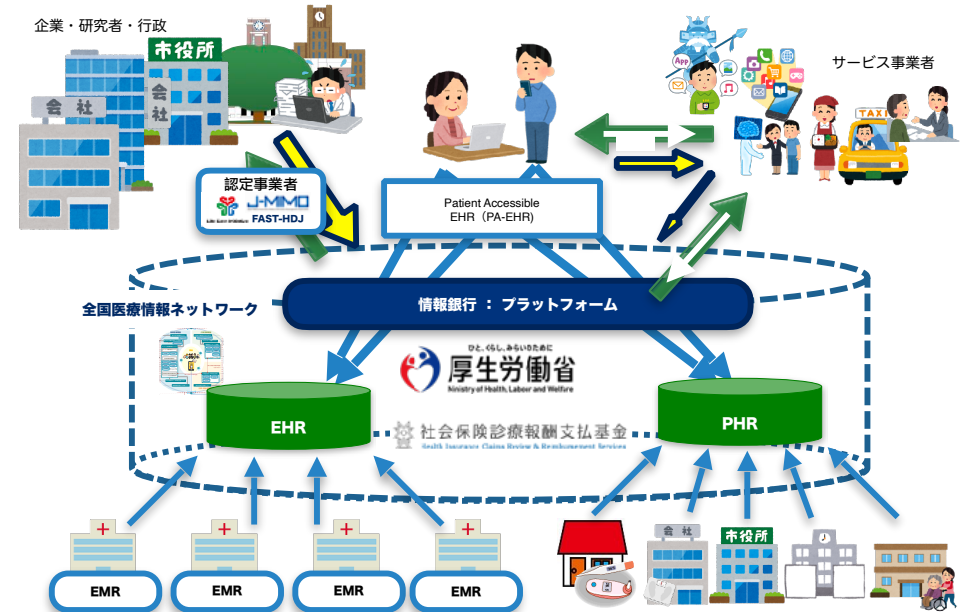 企業・研究者・行政
市役所
会社
会社
認定事業者
J-MIMO
FAST-HDJ
Patient Accessible
EHR（PA-EHR)
サービス事業者
App
TAXI
情報銀行 ： プラットフォーム
全国医療情報ネットワーク
ひと、くらし、みらいのために
厚生労働省
Ministry of Health, Labour and Welfare
社会保険診療報酬支払基金
Health Insurance Claims Review & Reimbursement Services
EHR
PHR
会社
市役所
EMR
EMR
EMR
EMR